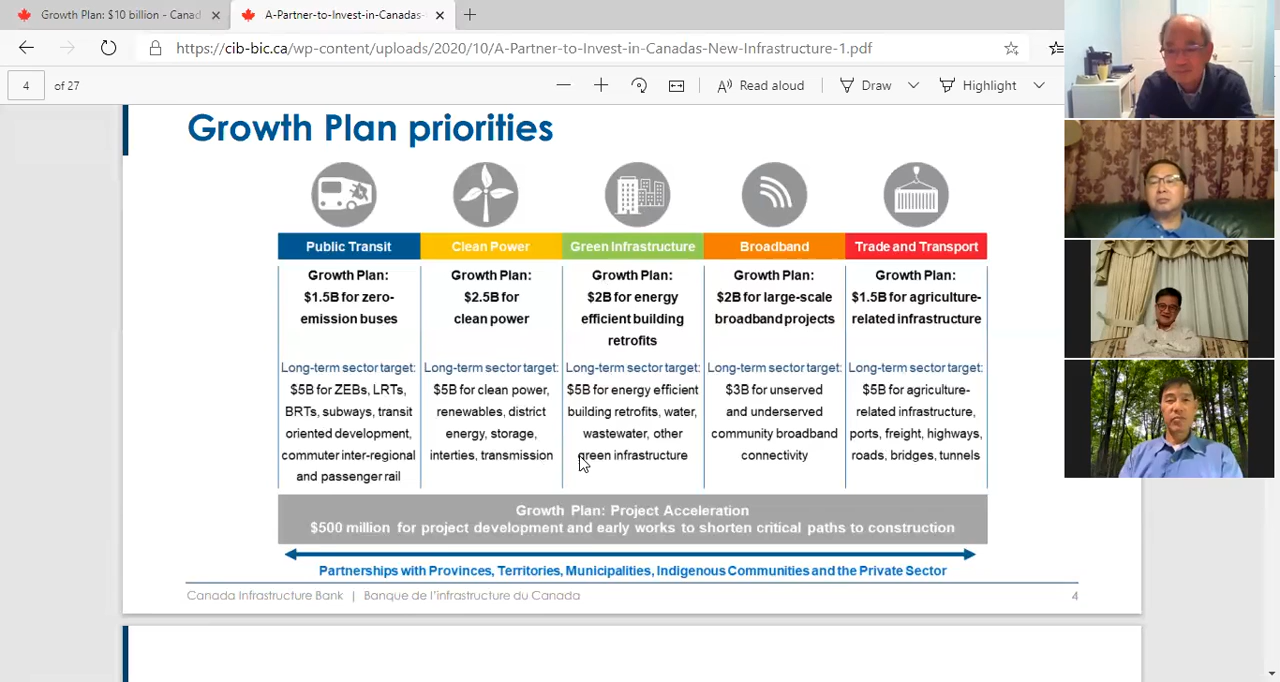 Growth Plan: $10 billion - Canad
A-Partner-to-Invest-in-Canadas-
https://cib-bic.ca/wp-content/uploads/2020/10/A-Partner-to-Invest-in-Canadas-New-Infrastructure-1.pdf
4 of 27
Read aloud
Draw
Highlight
Growth Plan priorities
Public Transit
Growth Plan:
$1.5B for zero-
emission buses
Long-term sector target:
$5B for ZEBs, LRTs,
BRTs, subways, transit
oriented development,
commuter inter-regional
and passenger rail
Clean Power
Growth Plan:
$2.5B for
clean power
Long-term sector target:
$5B for clean power,
renewables, district
energy, storage,
interties, transmission
Green Infrastructure
Growth Plan:
$2B for energy
efficient building
retrofits
Long-term sector target:
$5B for energy efficient
building retrofits, water,
wastewater, other
green infrastructure
Broadband
Growth Plan:
$2B for large-scale
broadband projects
Long-term sector target:
$3B for unserved
and underserved
community broadband
connectivity
Trade and Transport
Growth Plan:
$1.5B for agriculture-
related infrastructure
Long-term sector target:
$5B for agriculture-
related infrastructure,
ports, freight, highways,
roads, bridges, tunnels
Growth Plan: Project Acceleration
$500 million for project development and early works to shorten critical paths to construction
Partnerships with Provinces, Territories, Municipalities, Indigenous Communities and the Private Sector
Canada Infrastructure Bank | Banque de l'infrastructure du Canada
4